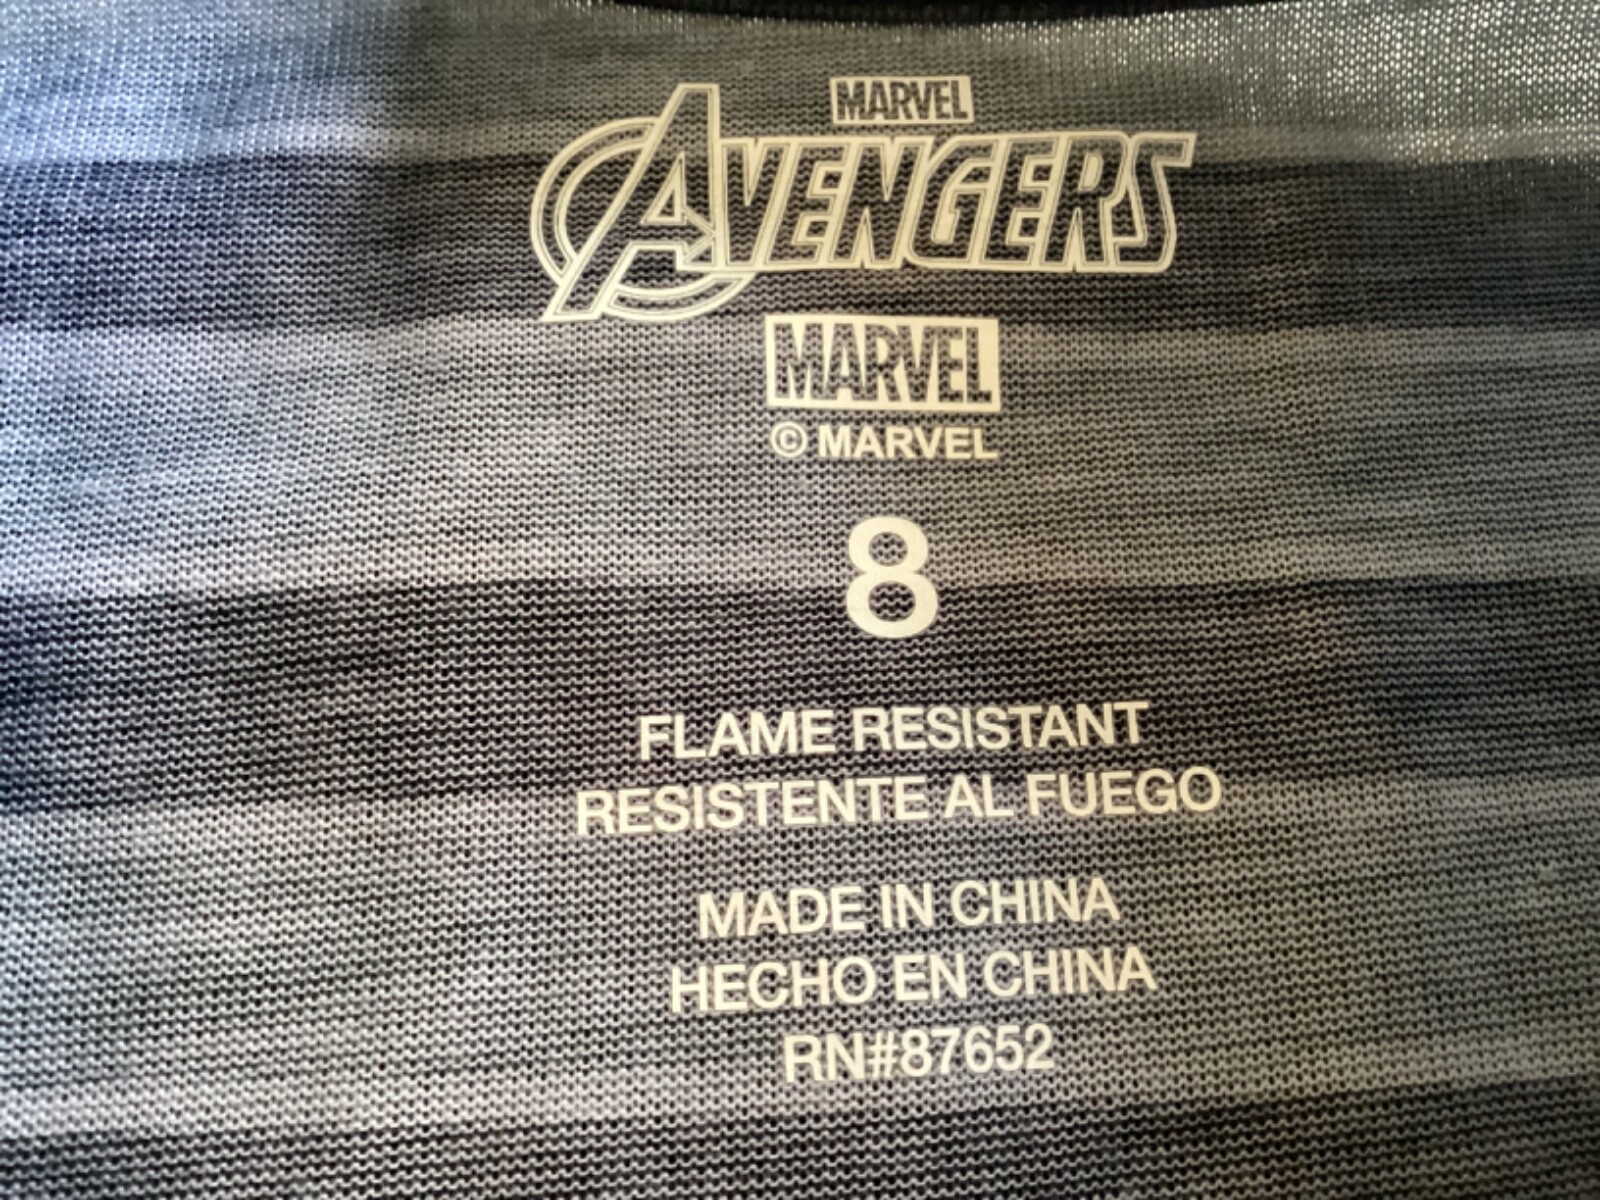 MARVEL
AVENGERS
MARVEL
© MARVEL
8
FLAME RESISTANT
RESISTENTE AL FUEGO
MADE IN CHINA
HECHO EN CHINA
RN#87652